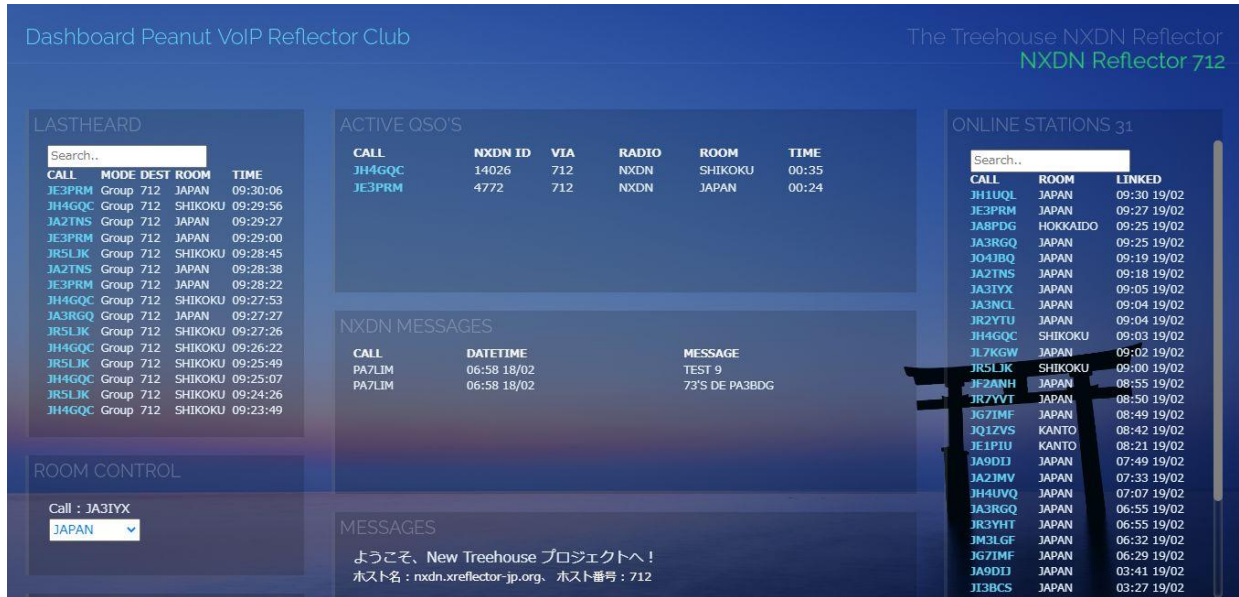 Dashboard Peanut VoIP Reflector Club
The Treehouse NXDN Reflector
NXDN Reflector 712
LASTHEARD
Search..
CALL MODE DEST ROOM TIME
JE3PRM Group 712 JAPAN 09:30:06
JH4GQC Group 712 SHIKOKU 09:29:56
JA2TNS Group 712 JAPAN 09:29:27
JE3PRM Group 712 JAPAN 09:29:00
JR5LJK Group 712 SHIKOKU 09:28:45
JA2TNS Group 712 JAPAN 09:28:38
JE3PRM Group 712 JAPAN 09:28:22
JH4GQC Group 712 SHIKOKU 09:27:53
JA3RGQ Group 712 JAPAN 09:27:27
JR5LJK Group 712 SHIKOKU 09:27:26
JH4GQC Group 712 SHIKOKU 09:26:22
JR5LJK Group 712 SHIKOKU 09:25:49
JH4GQC Group 712 SHIKOKU 09:25:07
JR5LJK Group 712 SHIKOKU 09:24:26
JH4GQC Group 712 SHIKOKU 09:23:49
ROOM CONTROL
Call : JA3IYX
JAPAN
ACTIVE QSO'S
CALL NXDN ID VIA RADIO ROOM TIME
JH4GQC 14026 712 NXDN SHIKOKU 00:35
JE3PRM 4772 712 NXDN JAPAN 00:24
NXDN MESSAGES
CALL DATETIME MESSAGE
PA7LIM 06:58 18/02 TEST 9
PA7LIM 06:58 18/02 73'S DE PA3BDG
MESSAGES
ようこそ、New Treehouse プロジェクトへ！
ホスト名：nxdn.xreflector-jp.org、ホスト番号：712
ONLINE STATIONS 31
Search..
CALL ROOM LINKED
JH1UQL JAPAN 09:30 19/02
JE3PRM JAPAN 09:27 19/02
JA8PDG HOKKAIDO 09:25 19/02
JA3RGQ JAPAN 09:25 19/02
JO4JBQ JAPAN 09:19 19/02
JA2TNS JAPAN 09:18 19/02
JA3IYX JAPAN 09:05 19/02
JA3NCL JAPAN 09:04 19/02
JR2YTU JAPAN 09:04 19/02
JH4GQC SHIKOKU 09:03 19/02
JL7KGW JAPAN 09:02 19/02
JR5LJK SHIKOKU 09:00 19/02
JF2ANH JAPAN 08:55 19/02
JR7YVT JAPAN 08:50 19/02
JG7IMF JAPAN 08:49 19/02
JQ1ZVS KANTO 08:42 19/02
JE1PIU KANTO 08:21 19/02
JA9DIJ JAPAN 07:49 19/02
JA2JMV JAPAN 07:33 19/02
JH4UVQ JAPAN 07:07 19/02
JA3RGQ JAPAN 06:55 19/02
JR3YHT JAPAN 06:55 19/02
JM3LGF JAPAN 06:32 19/02
JG7IMF JAPAN 06:29 19/02
JA9DIJ JAPAN 03:41 19/02
JI3BCS JAPAN 03:27 19/02